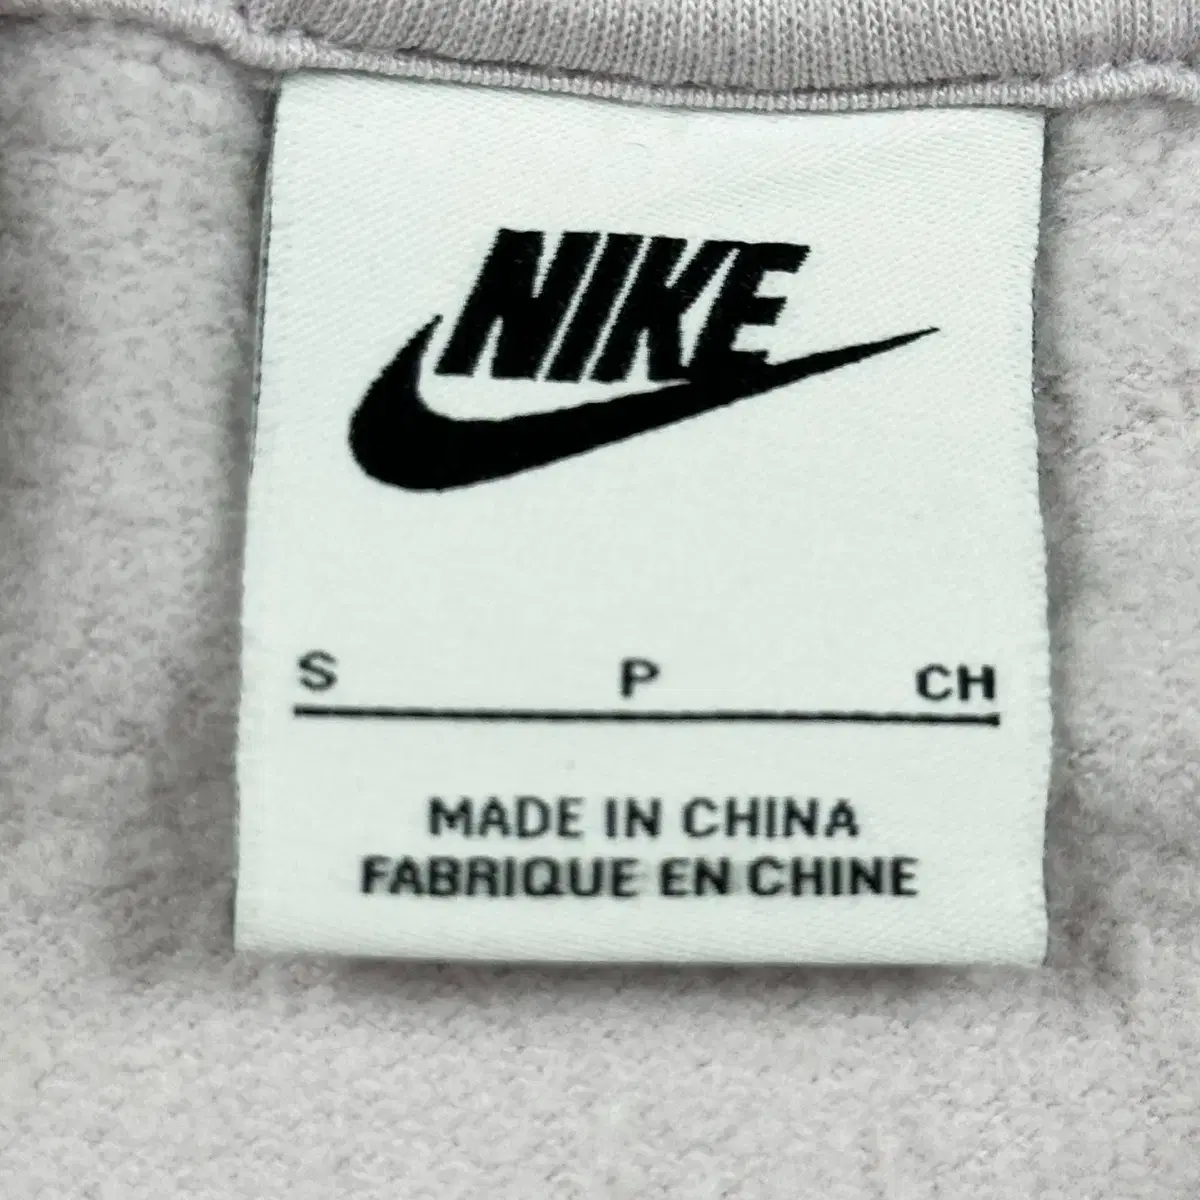 NIKE
S P CH
MADE IN CHINA
FABRIQUE EN CHINE